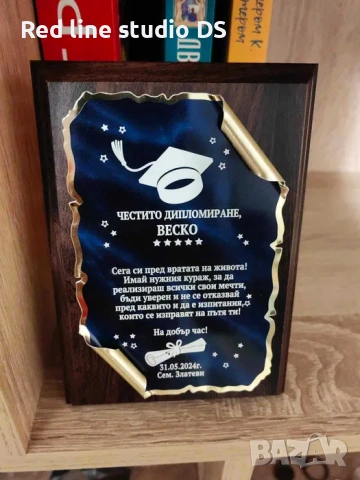 Red line studio DS
ЧЕСТИТО ДИПЛОМИРАНЕ,
ВЕСКО
Сега си пред вратата на живота!
Имай нужния кураж, за да
реализираш всички свои мечти,
бъди уверен и не се отказвай
пред каквито и да е изпитания,
които се изправят на пътя ти!
На добър час!
31.05.2024г.
Сем. Златеви
BAZAR